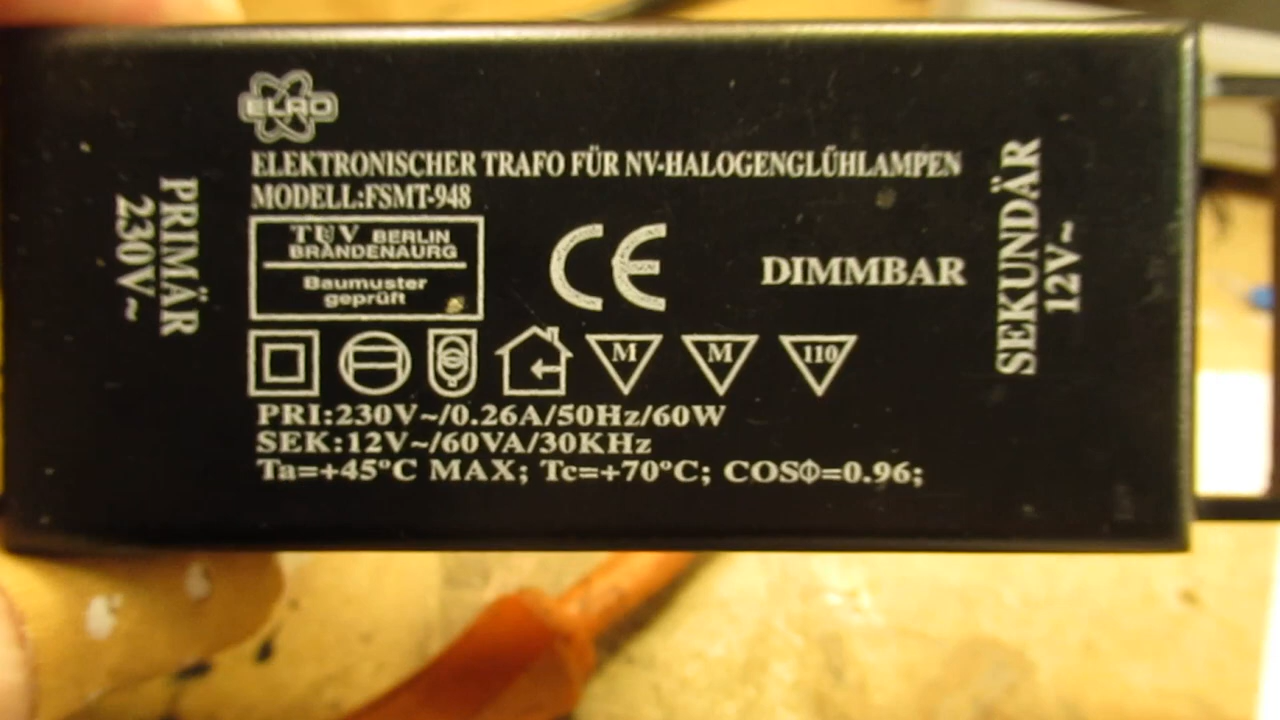 ELRO
ELEKTRONISCHER TRAFO FÜR NV-HALOGENGLÜHLAMPEN
MODELL:FSMT-948
TÜV BERLIN
BRANDENAURG
Baumuster
geprüft
CE
DIMMBAR
PRIMÄR
230V~
SEKUNDÄR
12V~
M
M
110
PRI:230V~/0.26A/50Hz/60W
SEK:12V~/60VA/30KHz
Ta=+45°C MAX; Tc=+70°C; COSΦ=0.96;